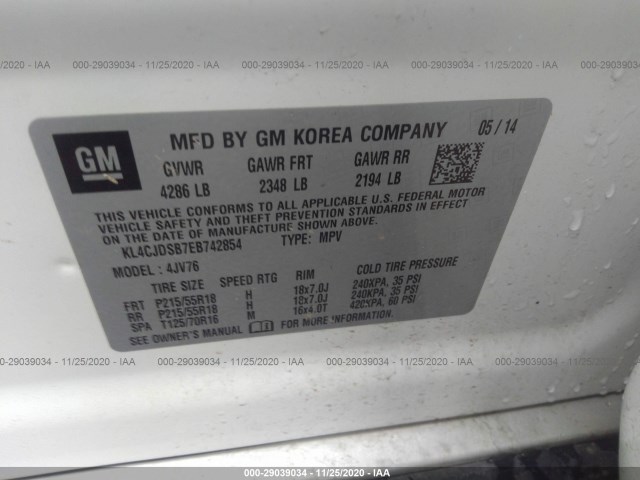 000-29039034 - 11/25/2020 - IAA
GM
MFD BY GM KOREA COMPANY 05 / 14
GVWR GAWR FRT GAWR RR
4286 LB 2348 LB 2194 LB
THIS VEHICLE CONFORMS TO ALL APPLICABLE U.S. FEDERAL MOTOR
VEHICLE SAFETY AND THEFT PREVENTION STANDARDS IN EFFECT
ON THE DATE OF MANUFACTURE SHOWN ABOVE.
KL4CJDSB7EB742854 TYPE: MPV
MODEL: 4JV76
TIRE SIZE SPEED RTG RIM COLD TIRE PRESSURE
FRT P215/55R18 H 18x7.0J 240KPA, 35 PSI
RR P215/55R18 H 18x7.0J 240KPA, 35 PSI
SPA T125/70R16 M 16x4.0T 420KPA, 60 PSI
SEE OWNER'S MANUAL FOR MORE INFORMATION.
000-29039034 - 11/25/2020 - IAA
000-29039034 - 11/25/2020 - IAA